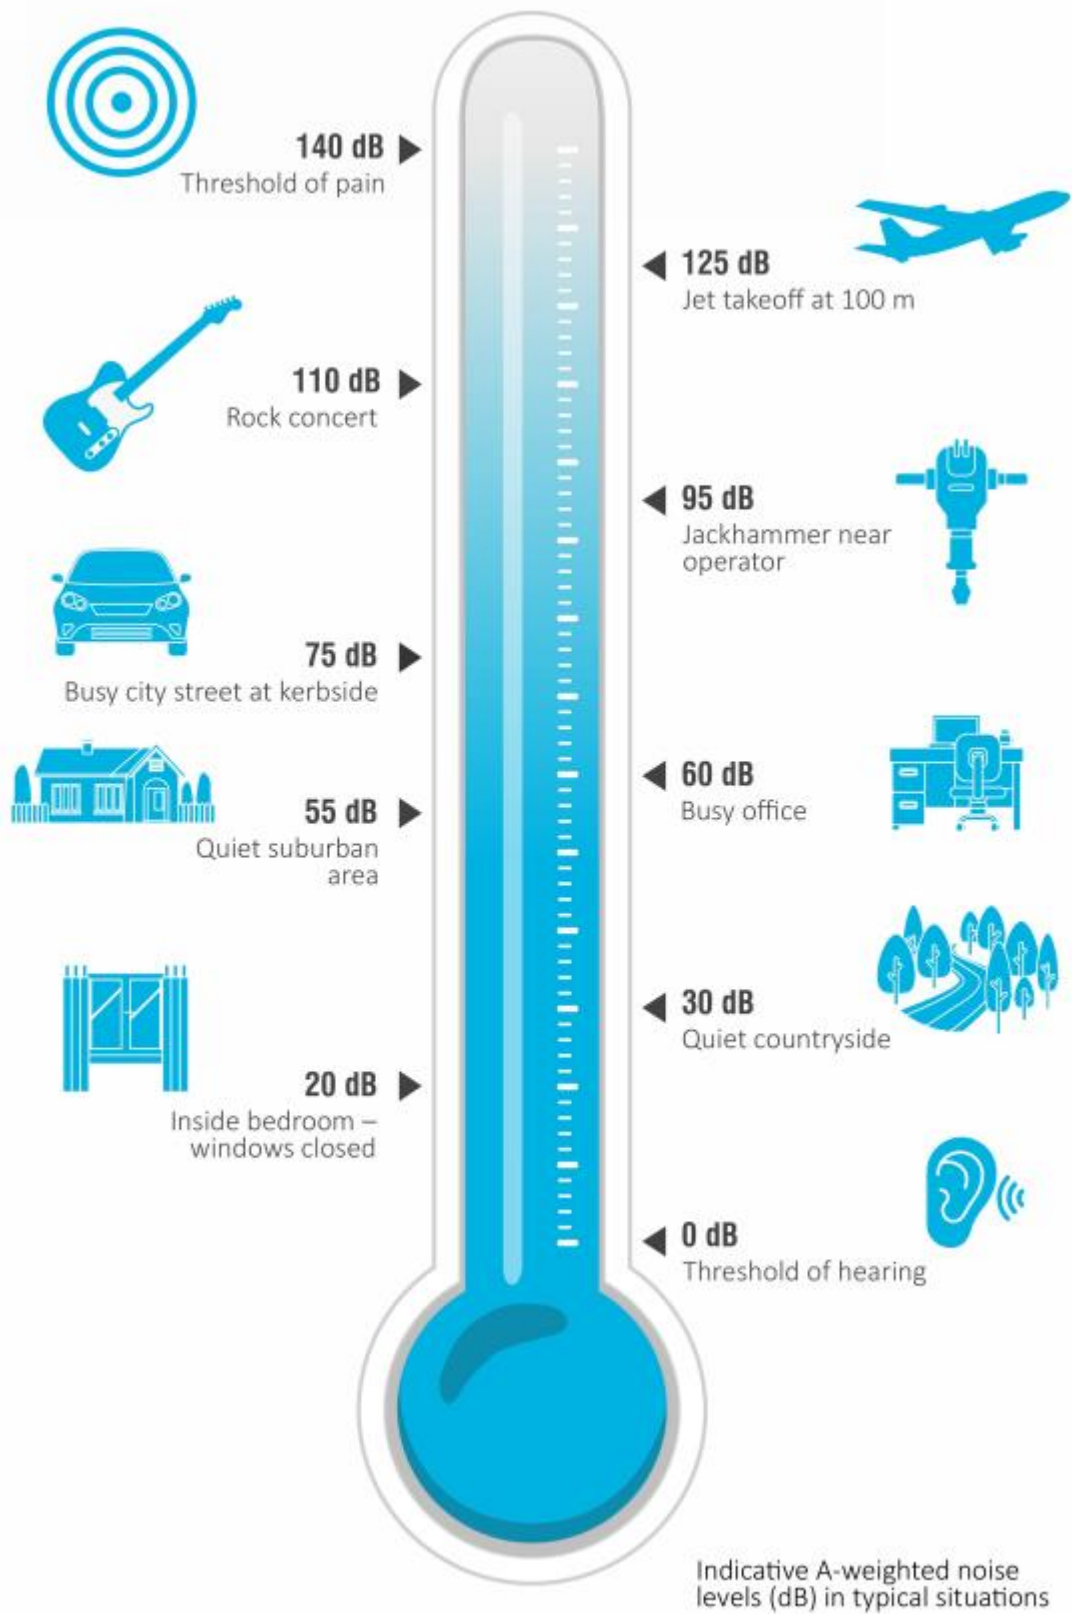 140 dB
Threshold of pain
125 dB
Jet takeoff at 100 m
110 dB
Rock concert
95 dB
Jackhammer near
operator
75 dB
Busy city street at kerbside
60 dB
Busy office
55 dB
Quiet suburban
area
30 dB
Quiet countryside
20 dB
Inside bedroom –
windows closed
0 dB
Threshold of hearing
Indicative A-weighted noise
levels (dB) in typical situations